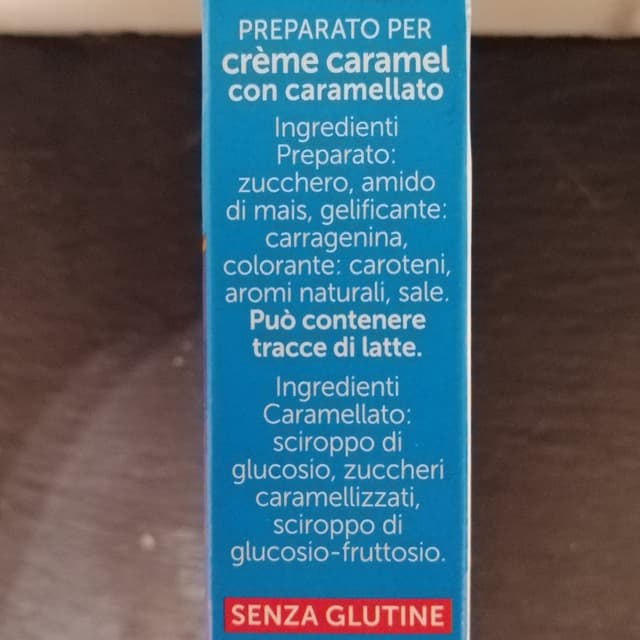 PREPARATO PER
crème caramel
con caramellato
Ingredienti
Preparato:
zucchero, amido
di mais, gelificante:
carragenina,
colorante: caroteni,
aromi naturali, sale.
Può contenere
tracce di latte.
Ingredienti
Caramellato:
sciroppo di
glucosio, zuccheri
caramellizzati,
sciroppo di
glucosio-fruttosio.
SENZA GLUTINE